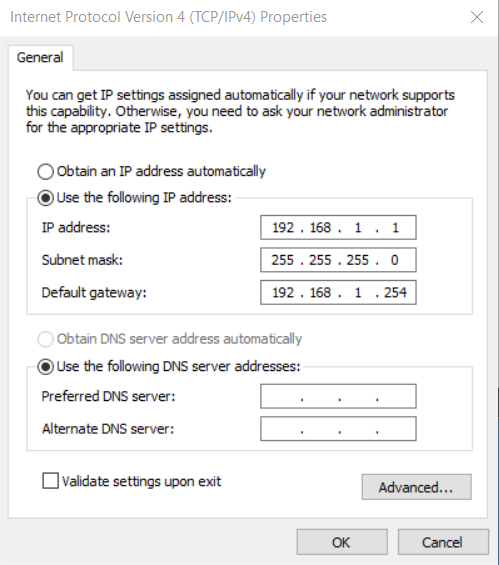 Internet Protocol Version 4 (TCP/IPv4) Properties
General
You can get IP settings assigned automatically if your network supports
this capability. Otherwise, you need to ask your network administrator
for the appropriate IP settings.
Obtain an IP address automatically
Use the following IP address:
IP address: 192 . 168 . 1 . 1
Subnet mask: 255 . 255 . 255 . 0
Default gateway: 192 . 168 . 1 . 254
Obtain DNS server address automatically
Use the following DNS server addresses:
Preferred DNS server: . . .
Alternate DNS server: . . .
Validate settings upon exit
Advanced...
OK Cancel